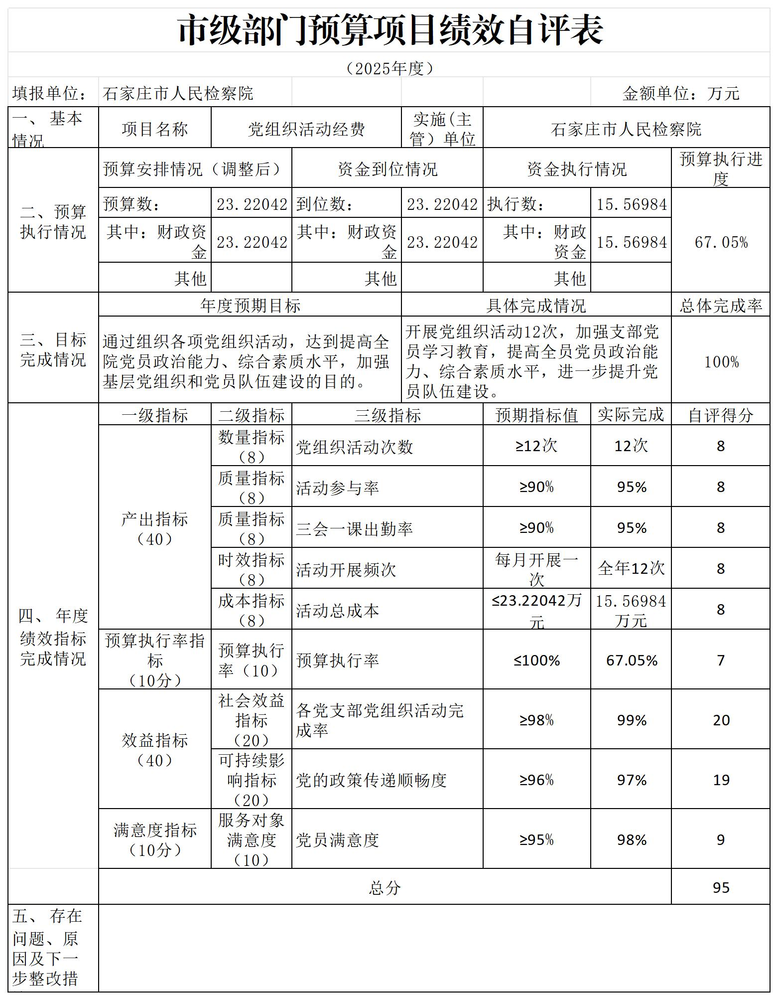 市级部门预算项目绩效自评表
（2025年度）
填报单位： 石家庄市人民检察院 金额单位：万元
一、 基本
情况
项目名称
党组织活动经费
实施(主
管）单位
石家庄市人民检察院
二、预算
执行情况
预算安排情况（调整后）
资金到位情况
资金执行情况
预算执行进
度
预算数：
23.22042
到位数：
23.22042
执行数：
15.56984
67.05%
其中：财政资
金
23.22042
其中：财政资
金
23.22042
其中：财政
资金
15.56984
其他
其他
其他
三、目标
完成情况
年度预期目标
具体完成情况
总体完成率
通过组织各项党组织活动，达到提高全
院党员政治能力、综合素质水平，加强
基层党组织和党员队伍建设的目的。
开展党组织活动12次，加强支部党
员学习教育，提高全员党员政治能
力、综合素质水平，进一步提升党
员队伍建设。
100%
四、 年度
绩效指标
完成情况
一级指标
二级指标
三级指标
预期指标值
实际完成
自评得分
产出指标
（40）
数量指标
（8）
党组织活动次数
≥12次
12次
8
质量指标
（8）
活动参与率
≥90%
95%
8
质量指标
（8）
三会一课出勤率
≥90%
95%
8
时效指标
（8）
活动开展频次
每月开展一
次
全年12次
8
成本指标
（8）
活动总成本
≤23.22042万
元
15.56984
万元
8
预算执行率指
标
（10分）
预算执行
率（10）
预算执行率
≤100%
67.05%
7
效益指标
（40）
社会效益
指标
（20）
各党支部党组织活动完
成率
≥98%
99%
20
可持续影
响指标
（20）
党的政策传递顺畅度
≥96%
97%
19
满意度指标
（10分）
服务对象
满意度
（10）
党员满意度
≥95%
98%
9
总分
95
五、 存在
问题、原
因及下一
步整改措